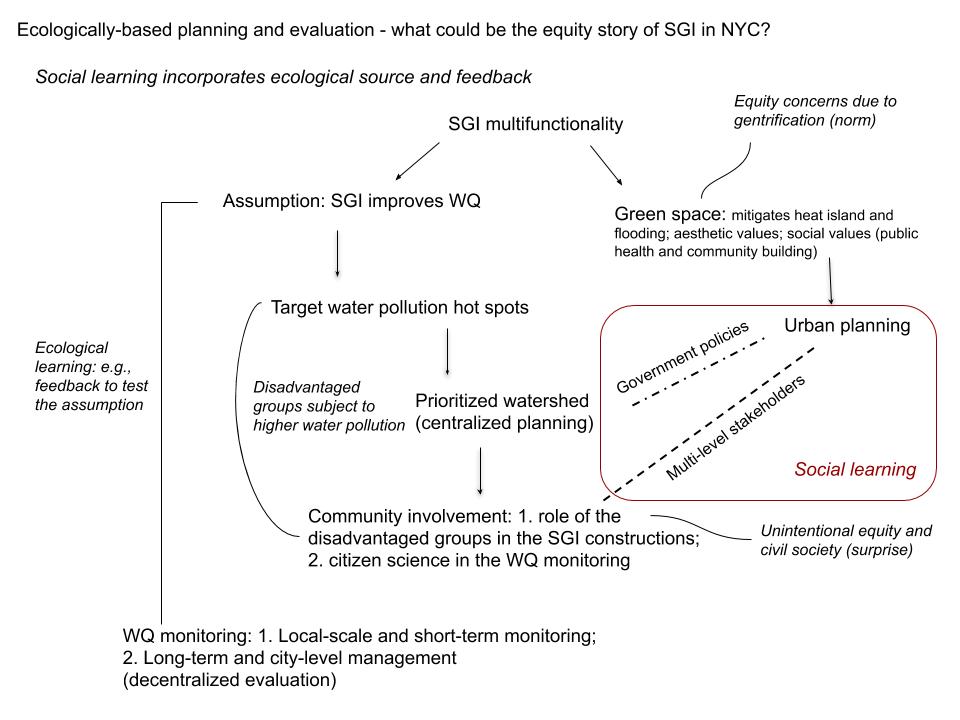 Ecologically-based planning and evaluation - what could be the equity story of SGI in NYC?
Social learning incorporates ecological source and feedback
Equity concerns due to
gentrification (norm)
SGI multifunctionality
Assumption: SGI improves WQ
Green space: mitigates heat island and
flooding; aesthetic values; social values (public
health and community building)
Target water pollution hot spots
Urban planning
Government policies
Ecological
learning: e.g.,
feedback to test
the assumption
Disadvantaged
groups subject to
higher water pollution
Prioritized watershed
(centralized planning)
Multi-level stakeholders
Social learning
Community involvement: 1. role of the
disadvantaged groups in the SGI constructions;
2. citizen science in the WQ monitoring
Unintentional equity and
civil society (surprise)
WQ monitoring: 1. Local-scale and short-term monitoring;
2. Long-term and city-level management
(decentralized evaluation)